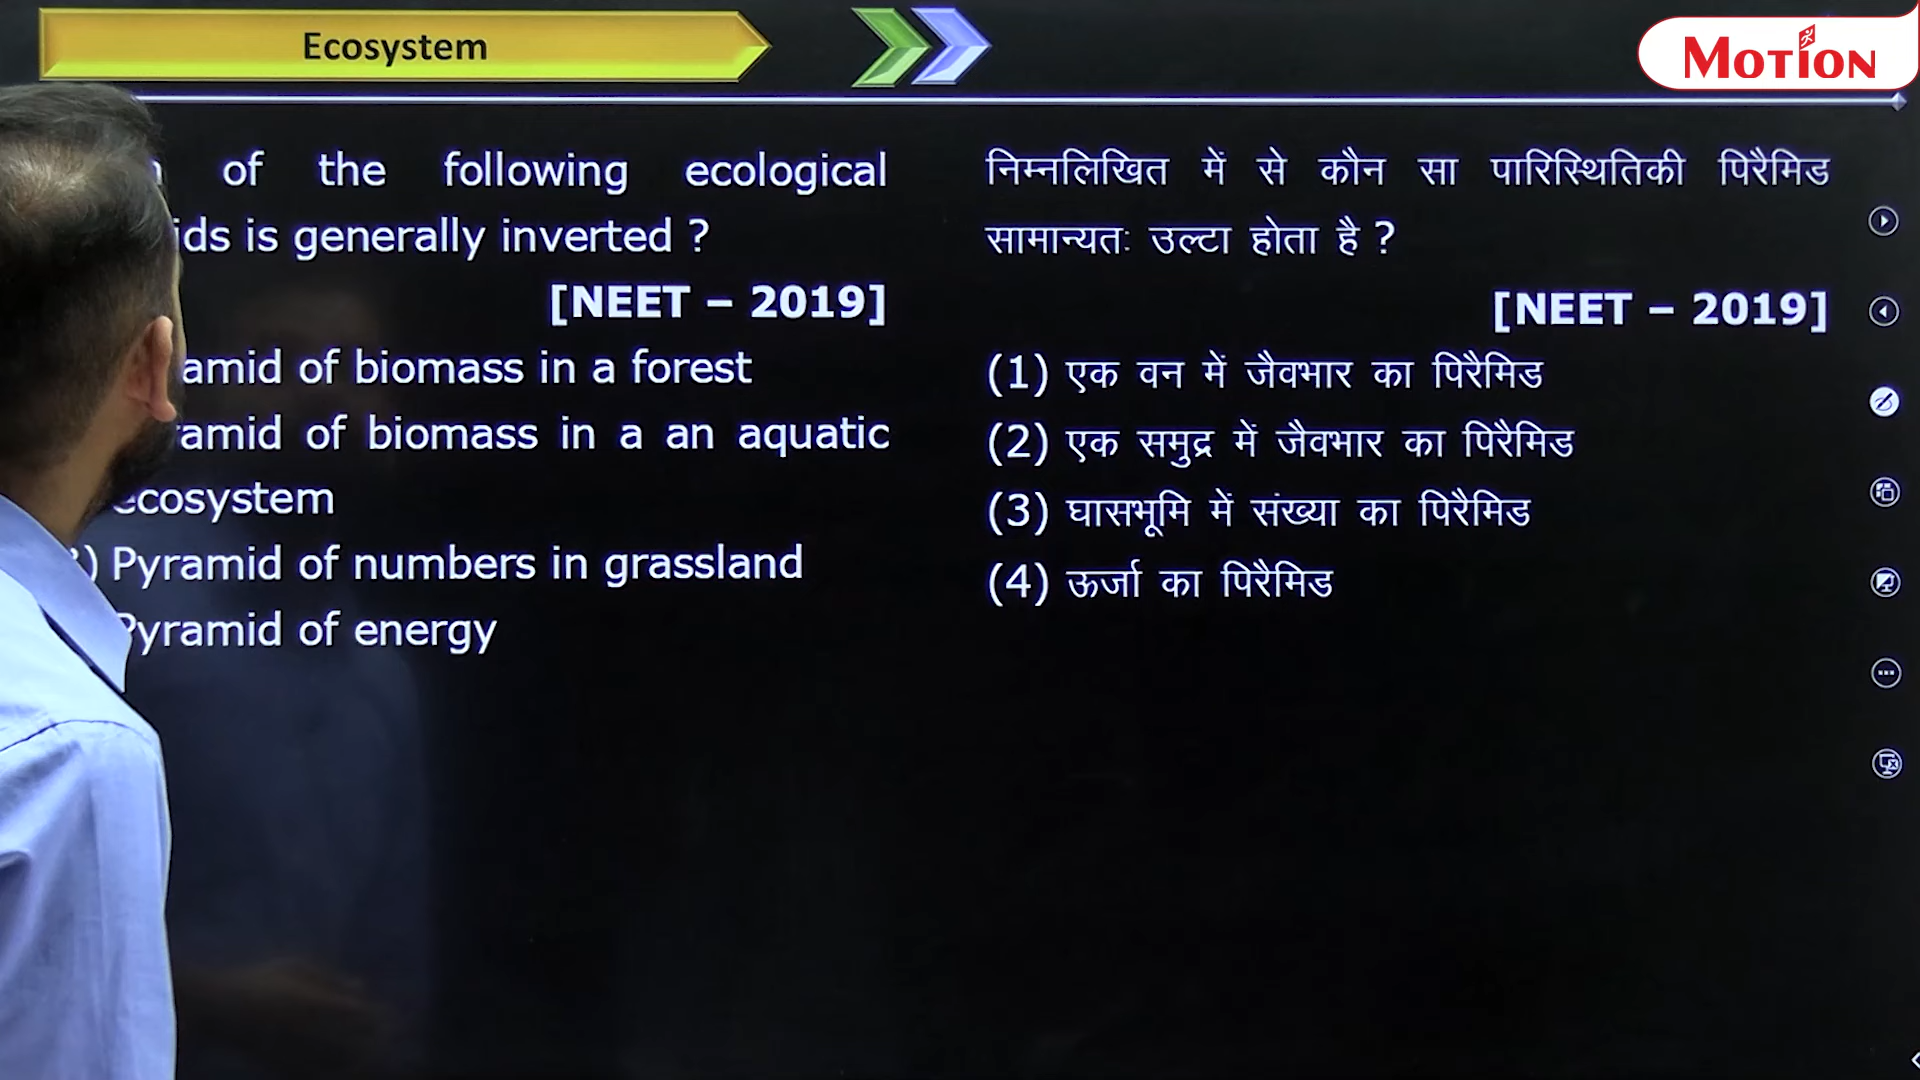 Ecosystem
MOTION
of the following ecological
ids is generally inverted ?
[NEET – 2019]
amid of biomass in a forest
ramid of biomass in a an aquatic
ecosystem
) Pyramid of numbers in grassland
Pyramid of energy
निम्नलिखित में से कौन सा पारिस्थितिकी पिरैमिड
सामान्यतः उल्टा होता है ?
[NEET – 2019]
(1) एक वन में जैवभार का पिरैमिड
(2) एक समुद्र में जैवभार का पिरैमिड
(3) घासभूमि में संख्या का पिरैमिड
(4) ऊर्जा का पिरैमिड